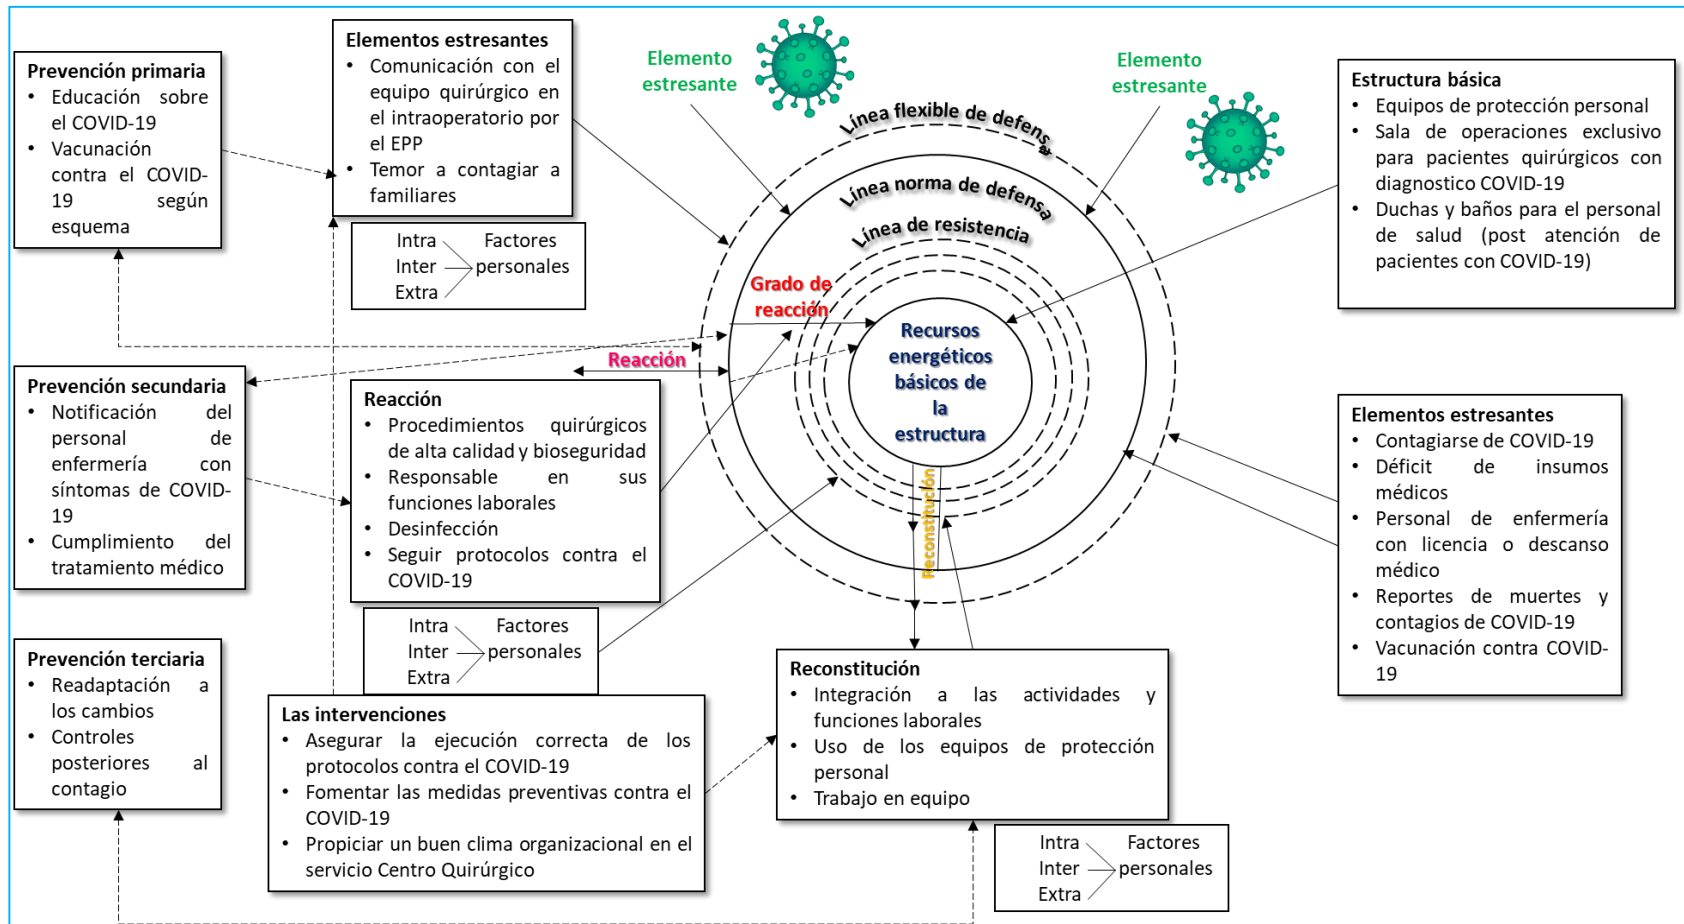 Prevención primaria
• Educación sobre
el COVID-19
• Vacunación
contra el COVID-
19 según
esquema
Elementos estresantes
• Comunicación con el
equipo quirúrgico en
el intraoperatorio por
el EPP
• Temor a contagiar a
familiares
Intra Factores
Inter personales
Extra
Elemento
estresante
Elemento
estresante
Línea flexible de defens
Línea norma de defensa
Línea de resistencia
Grado de
reacción
Reacción
Recursos
energéticos
básicos de
la
estructura
Reconstitución
Estructura básica
• Equipos de protección personal
• Sala de operaciones exclusivo
para pacientes quirúrgicos con
diagnostico COVID-19
• Duchas y baños para el personal
de salud (post atención de
pacientes con COVID-19)
Prevención secundaria
• Notificación del
personal de
enfermería con
síntomas de COVID-
19
• Cumplimiento del
tratamiento médico
Reacción
• Procedimientos quirúrgicos
de alta calidad y bioseguridad
• Responsable en sus
funciones laborales
• Desinfección
• Seguir protocolos contra el
COVID-19
Intra Factores
Inter personales
Extra
Elementos estresantes
• Contagiarse de COVID-19
• Déficit de insumos
médicos
• Personal de enfermería
con licencia o descanso
médico
• Reportes de muertes y
contagios de COVID-19
• Vacunación contra COVID-
19
Prevención terciaria
• Readaptación a
los cambios
• Controles
posteriores al
contagio
Las intervenciones
• Asegurar la ejecución correcta de los
protocolos contra el COVID-19
• Fomentar las medidas preventivas contra el
COVID-19
• Propiciar un buen clima organizacional en el
servicio Centro Quirúrgico
Reconstitución
• Integración a las actividades y
funciones laborales
• Uso de los equipos de protección
personal
• Trabajo en equipo
Intra Factores
Inter personales
Extra